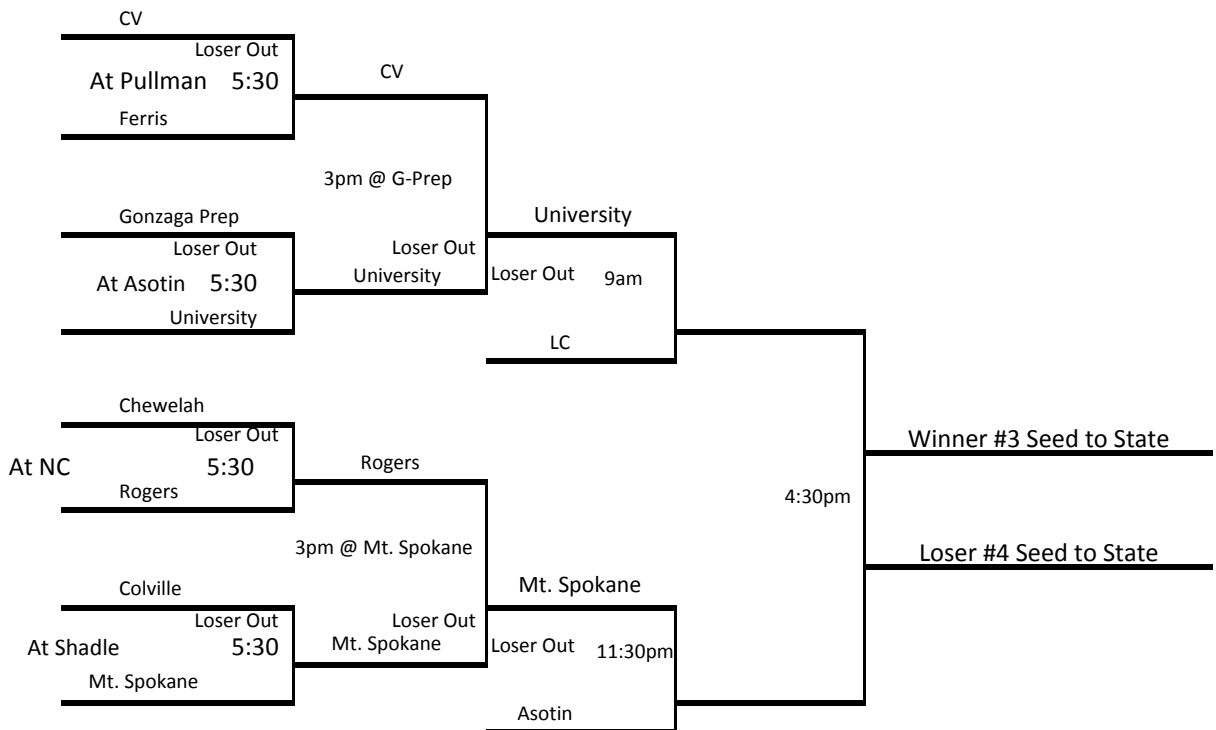 CV
Loser Out
At Pullman 5:30
Ferris
CV
3pm @ G-Prep
Gonzaga Prep
Loser Out
At Asotin 5:30
University
Loser Out
University
University
Loser Out 9am
LC
Chewelah
Loser Out
At NC 5:30
Rogers
Rogers
3pm @ Mt. Spokane
Colville
Loser Out
At Shadle 5:30
Mt. Spokane
Loser Out
Mt. Spokane
Mt. Spokane
Loser Out 11:30pm
Asotin
4:30pm
Winner #3 Seed to State
Loser #4 Seed to State